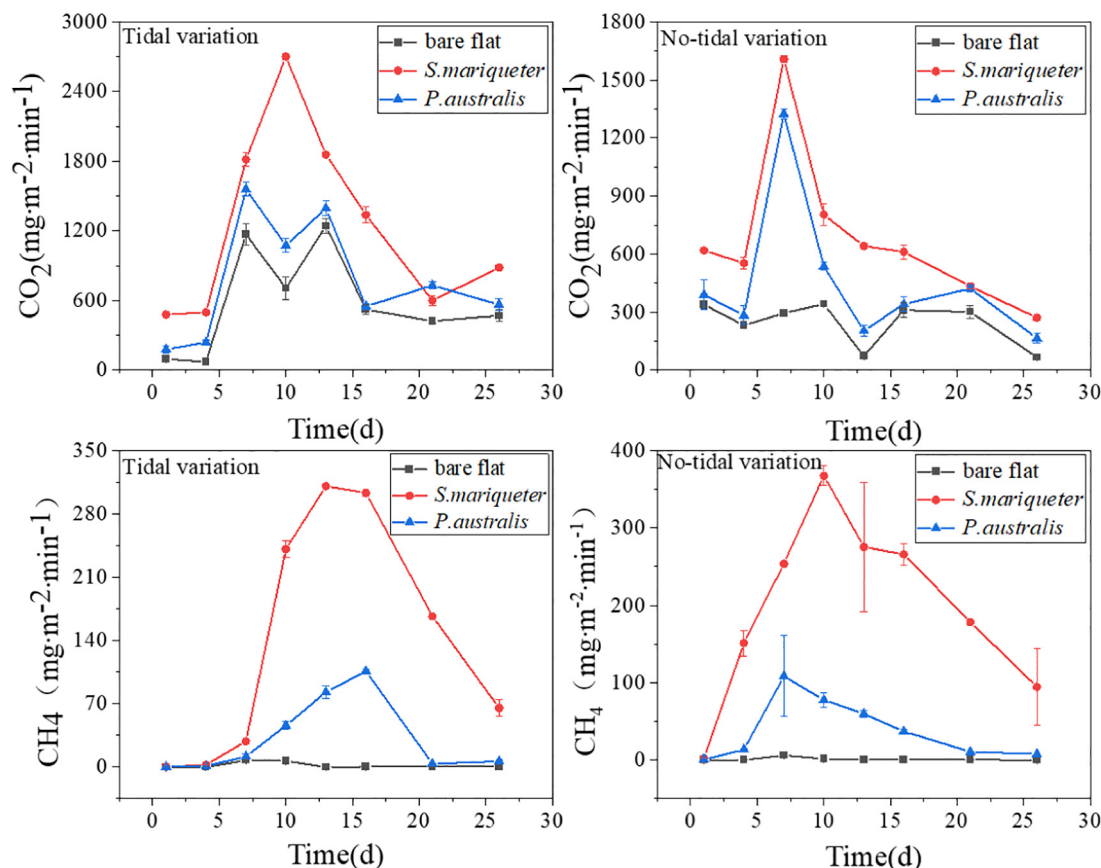 Tidal variation
bare flat
S.mariqueter
P.australis
CO2(mg·m-2·min-1)
3000
2400
1800
1200
600
0
0 5 10 15 20 25 30
Time(d)
No-tidal variation
bare flat
S.mariqueter
P.australis
CO2(mg·m-2·min-1)
1800
1500
1200
900
600
300
0
0 5 10 15 20 25 30
Time(d)
Tidal variation
bare flat
S.mariqueter
P.australis
CH4（mg·m-2·min-1)
350
280
210
140
70
0
0 5 10 15 20 25 30
Time(d)
No-tidal variation
bare flat
S.mariqueter
P.australis
CH4（mg·m-2·min-1)
400
300
200
100
0
0 5 10 15 20 25 30
Time(d)